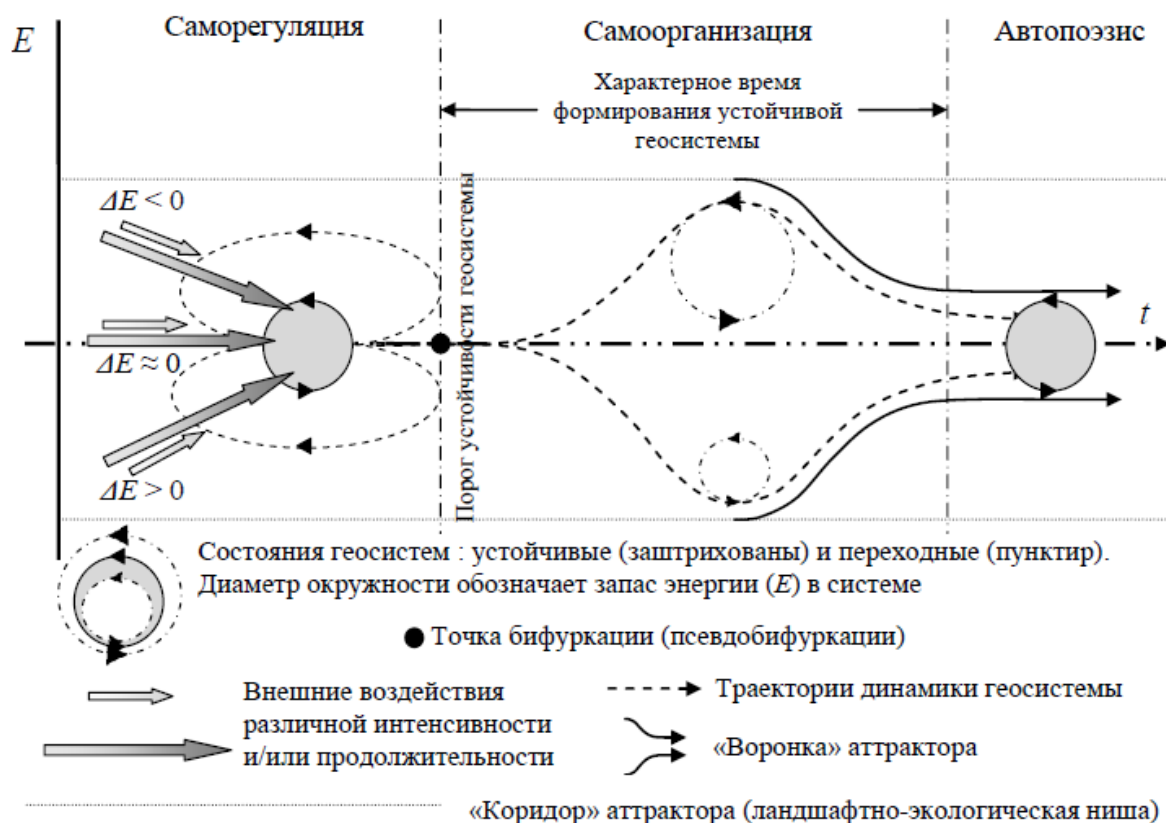 E
Саморегуляция
Самоорганизация
Автопоэзис
Характерное время
формирования устойчивой
геосистемы
ΔE < 0
ΔE ≈ 0
ΔE > 0
Порог устойчивости геосистемы
t
Состояния геосистем : устойчивые (заштрихованы) и переходные (пунктир).
Диаметр окружности обозначает запас энергии (E) в системе
Точка бифуркации (псевдобифуркации)
Внешние воздействия
различной интенсивности
и/или продолжительности
Траектории динамики геосистемы
«Воронка» аттрактора
«Коридор» аттрактора (ландшафтно-экологическая ниша)